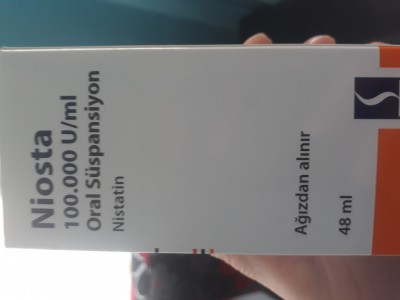 Niosta
100.000 U/ml
Oral Süspansiyon
Nistatin
Ağızdan alınır
48 ml